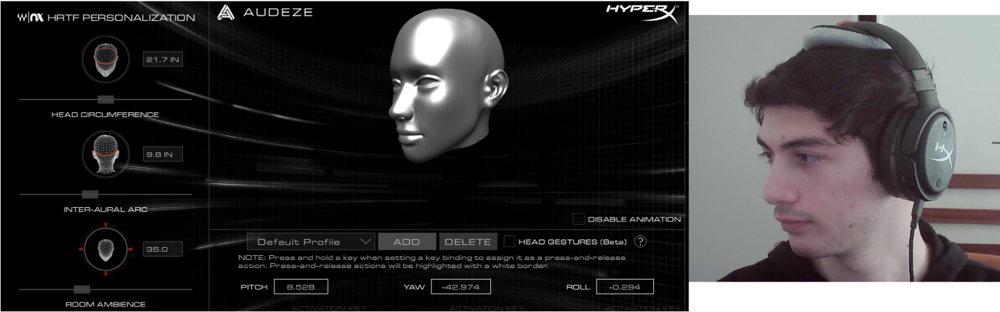 W|NX HRTF PERSONALIZATION
21.7 IN
HEAD CIRCUMFERENCE
9.8 IN
INTER-AURAL ARC
35.0
ROOM AMBIENCE
AUDEZE
HYPERX
DISABLE ANIMATION
Default Profile
ADD
DELETE
HEAD GESTURES (Beta)
?
NOTE: Press and hold a key when setting a key binding to assign it as a press-and-release
action. Press-and-release actions will be highlighted with a white border.
PITCH
8.528
YAW
-42.974
ROLL
-0.294
ACTIVATION KEY
ACTIVATION KEY
ACTIVATION KEY
HX